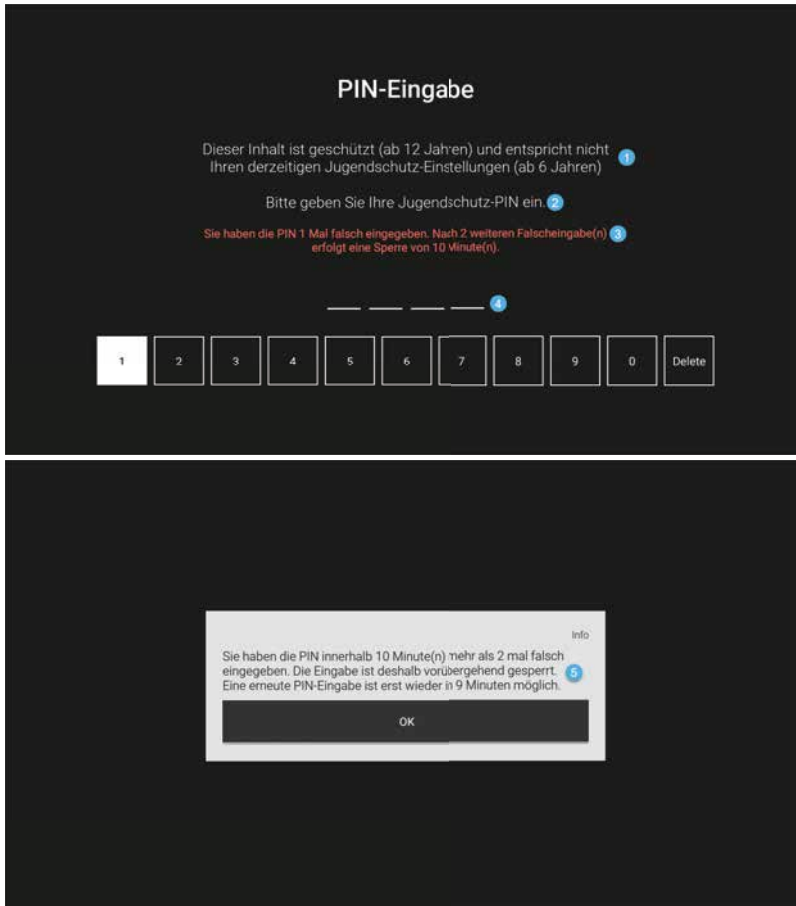 PIN-Eingabe
Dieser Inhalt ist geschützt (ab 12 Jahren) und entspricht nicht
Ihren derzeitigen Jugendschutz-Einstellungen (ab 6 Jahren)
1
Bitte geben Sie Ihre Jugendschutz-PIN ein.
2
Sie haben die PIN 1 Mal falsch eingegeben. Nach 2 weiteren Falscheingabe(n)
erfolgt eine Sperre von 10 Minute(n).
3
4
1 2 3 4 5 6 7 8 9 0 Delete
Info
Sie haben die PIN innerhalb 10 Minute(n) mehr als 2 mal falsch
eingegeben. Die Eingabe ist deshalb vorübergehend gesperrt.
Eine erneute PIN-Eingabe ist erst wieder in 9 Minuten möglich.
5
OK